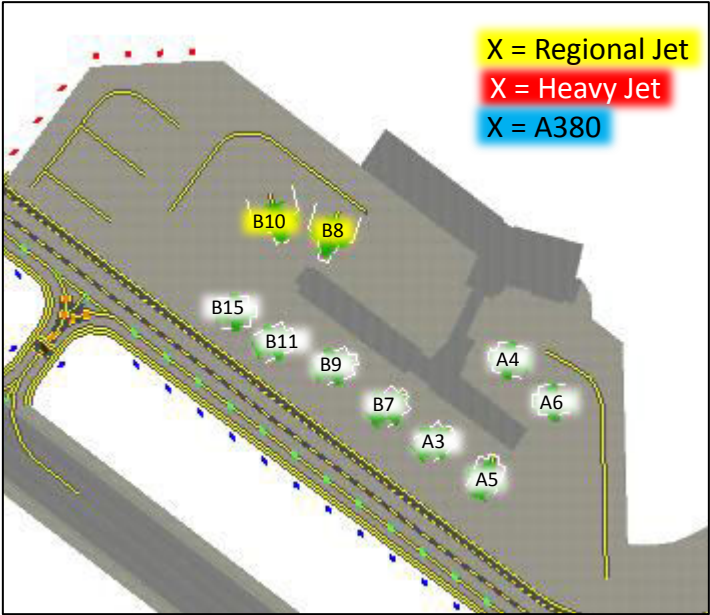 X = Regional Jet
X = Heavy Jet
X = A380
B10
B8
B15
B11
B9
A4
B7
A6
A3
A5